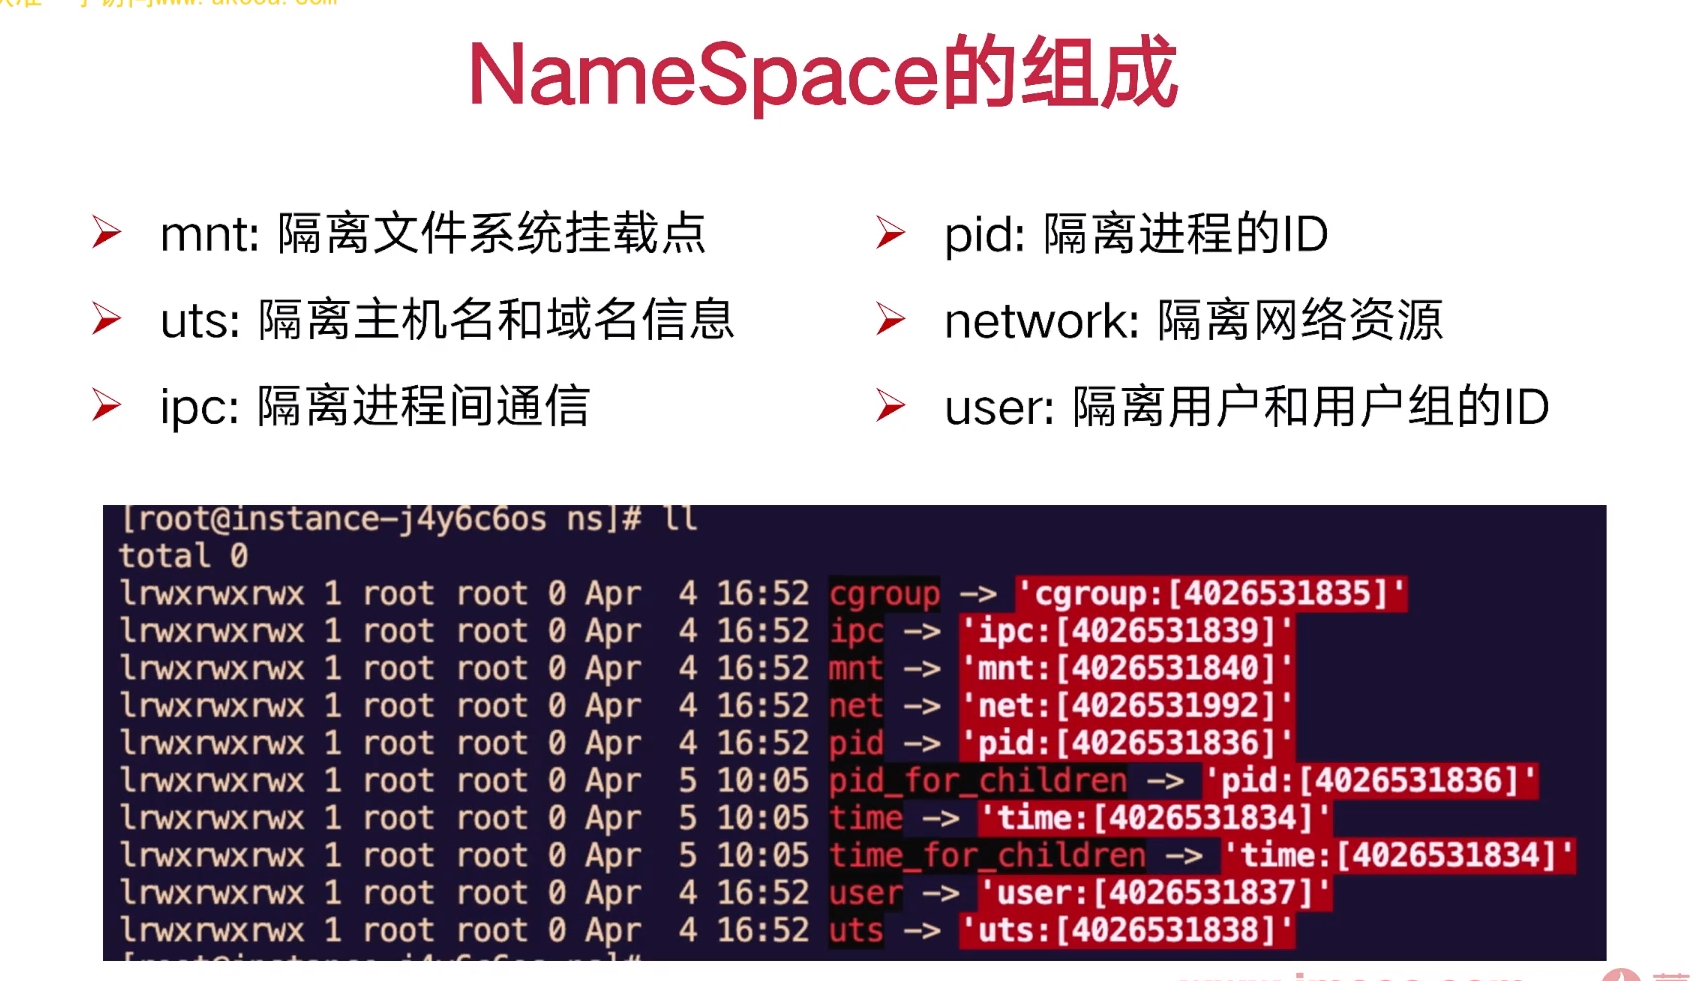 NameSpace的组成
mnt: 隔离文件系统挂载点
uts: 隔离主机名和域名信息
ipc: 隔离进程间通信
pid: 隔离进程的ID
network: 隔离网络资源
user: 隔离用户和用户组的ID
[root@instance-j4y6c6os ns]# ll
total 0
lrwxrwxrwx 1 root root 0 Apr  4 16:52 cgroup -> 'cgroup:[4026531835]'
lrwxrwxrwx 1 root root 0 Apr  4 16:52 ipc -> 'ipc:[4026531839]'
lrwxrwxrwx 1 root root 0 Apr  4 16:52 mnt -> 'mnt:[4026531840]'
lrwxrwxrwx 1 root root 0 Apr  4 16:52 net -> 'net:[4026531992]'
lrwxrwxrwx 1 root root 0 Apr  4 16:52 pid -> 'pid:[4026531836]'
lrwxrwxrwx 1 root root 0 Apr  5 10:05 pid_for_children -> 'pid:[4026531836]'
lrwxrwxrwx 1 root root 0 Apr  5 10:05 time -> 'time:[4026531834]'
lrwxrwxrwx 1 root root 0 Apr  5 10:05 time_for_children -> 'time:[4026531834]'
lrwxrwxrwx 1 root root 0 Apr  4 16:52 user -> 'user:[4026531837]'
lrwxrwxrwx 1 root root 0 Apr  4 16:52 uts -> 'uts:[4026531838]'